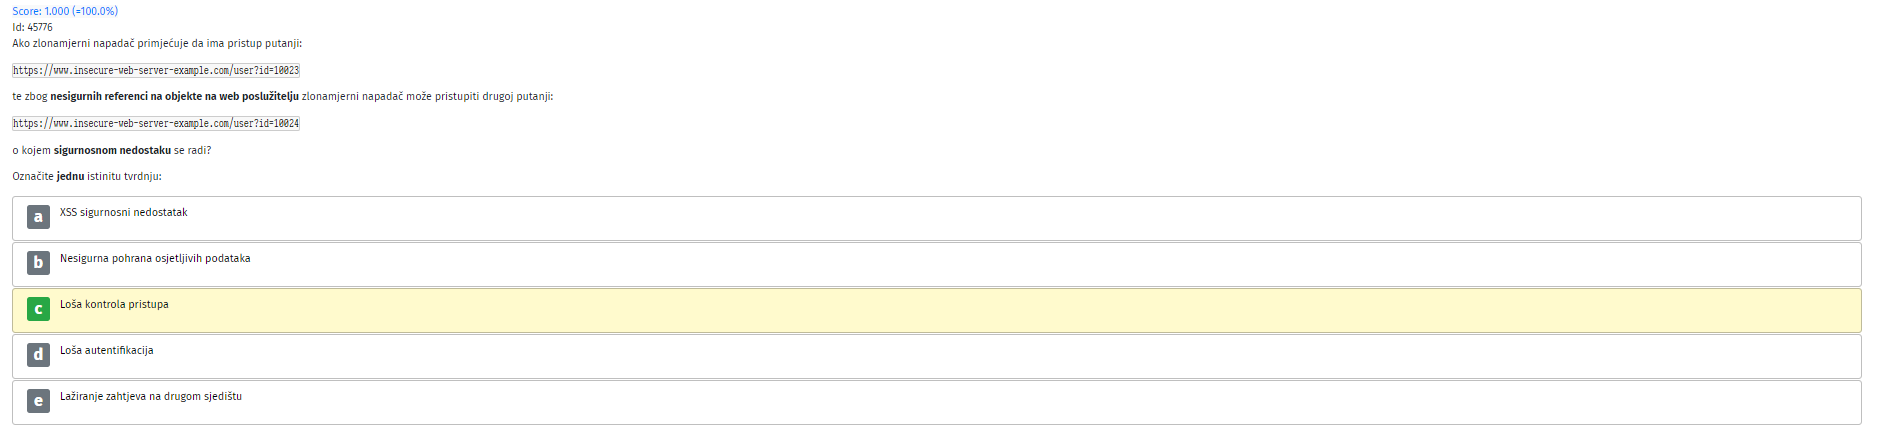 Score: 1.000 (=100.0%)
Id: 45776
Ako zlonamjerni napadač primjećuje da ima pristup putanji:
https://www.insecure-web-server-example.com/user?id=10023
te zbog nesigurnih referenci na objekte na web poslužitelju zlonamjerni napadač može pristupiti drugoj putanji:
https://www.insecure-web-server-example.com/user?id=10024
o kojem sigurnosnom nedostaku se radi?
Označite jednu istinitu tvrdnju:
a XSS sigurnosni nedostatak
b Nesigurna pohrana osjetljivih podataka
c Loša kontrola pristupa
d Loša autentifikacija
e Lažiranje zahtjeva na drugom sjedištu